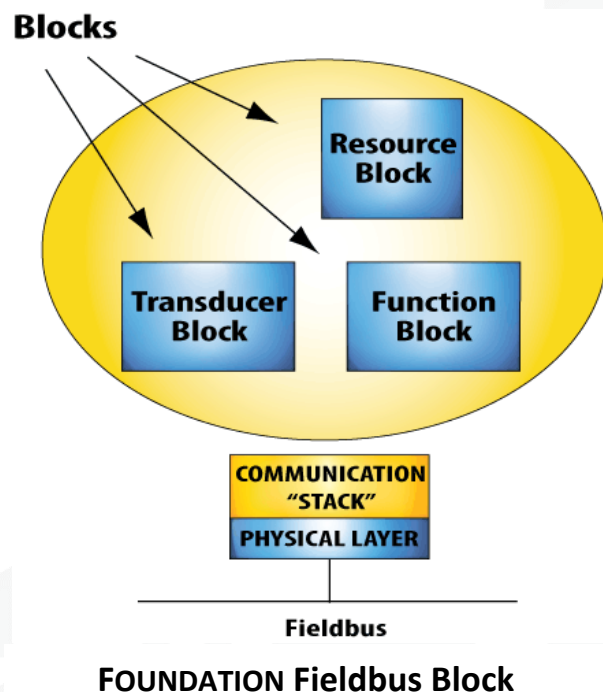 Blocks
Resource
Block
Transducer
Block
Function
Block
COMMUNICATION
“STACK”
PHYSICAL LAYER
Fieldbus
FOUNDATION Fieldbus Block